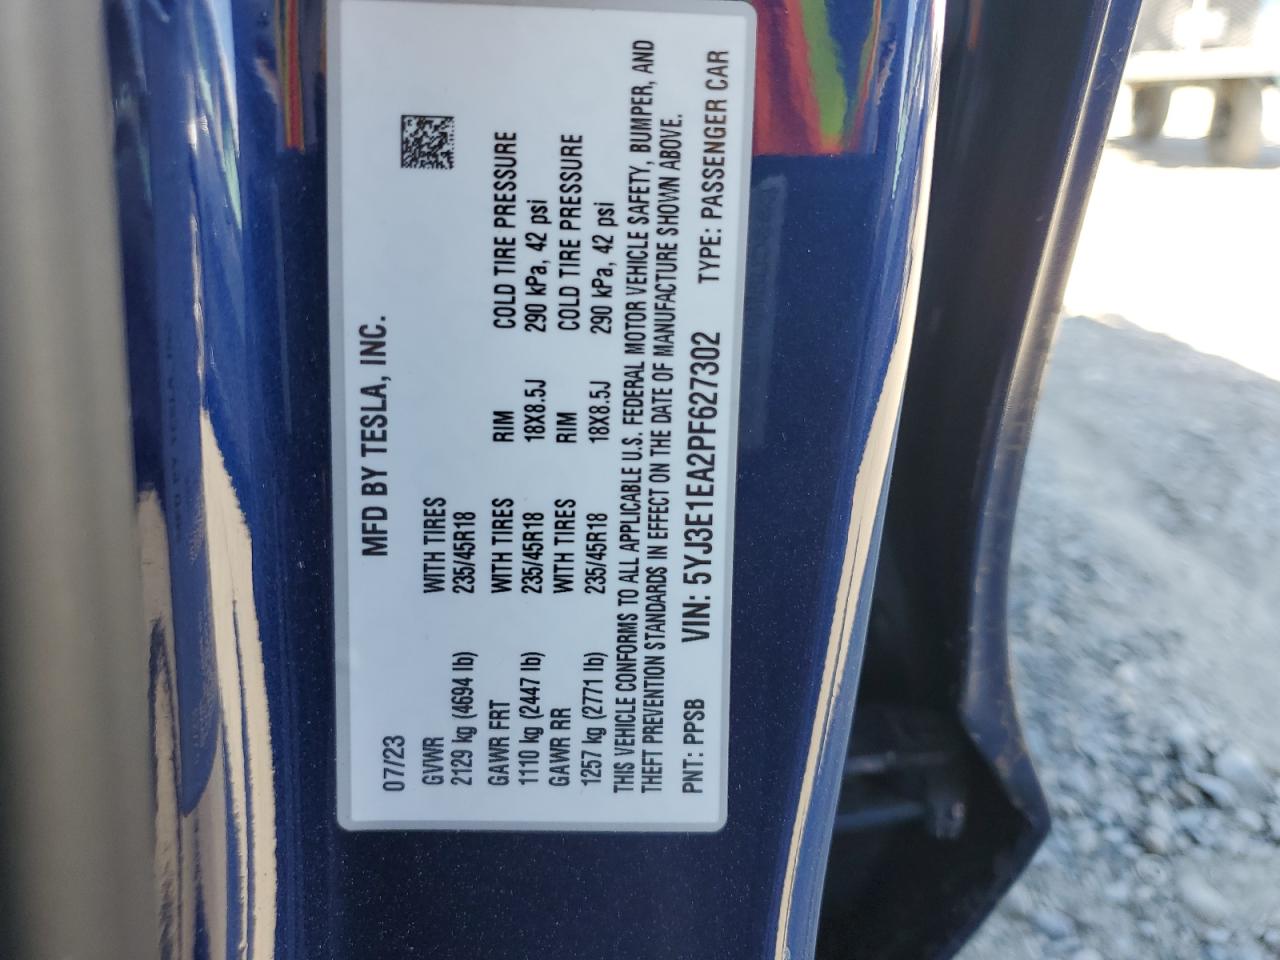 MFD BY TESLA, INC.
07/23
GVWR WITH TIRES
2129 kg (4694 lb) 235/45R18
GAWR FRT WITH TIRES RIM COLD TIRE PRESSURE
1110 kg (2447 lb) 235/45R18 18X8.5J 290 kPa, 42 psi
GAWR RR WITH TIRES RIM COLD TIRE PRESSURE
1257 kg (2771 lb) 235/45R18 18X8.5J 290 kPa, 42 psi
THIS VEHICLE CONFORMS TO ALL APPLICABLE U.S. FEDERAL MOTOR VEHICLE SAFETY, BUMPER, AND
THEFT PREVENTION STANDARDS IN EFFECT ON THE DATE OF MANUFACTURE SHOWN ABOVE.
PNT: PPSB VIN: 5YJ3E1EA2PF627302 TYPE: PASSENGER CAR